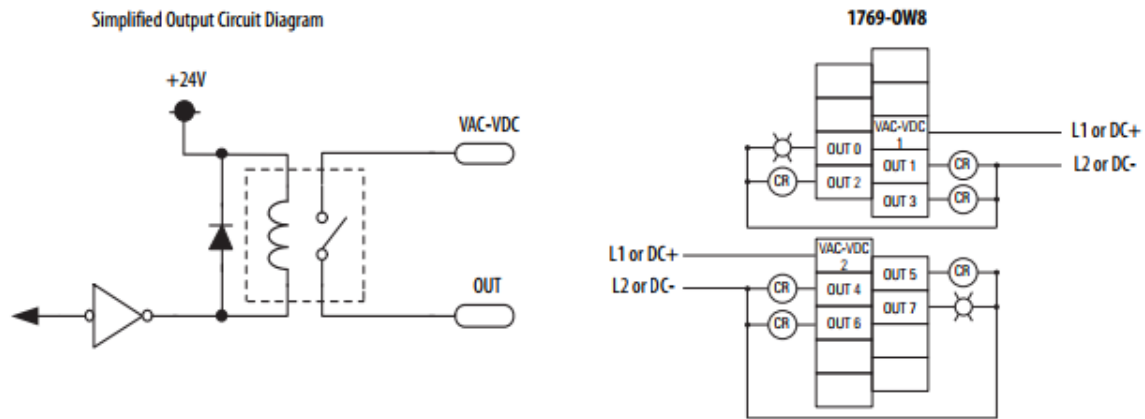 Simplified Output Circuit Diagram
+24V
VAC-VDC
OUT
1769-OW8
VAC-VDC
1
L1 or DC+
OUT 0
OUT 1
CR
L2 or DC-
CR
OUT 2
OUT 3
CR
L1 or DC+
VAC-VDC
2
OUT 5
CR
L2 or DC-
CR
OUT 4
OUT 7
CR
OUT 6